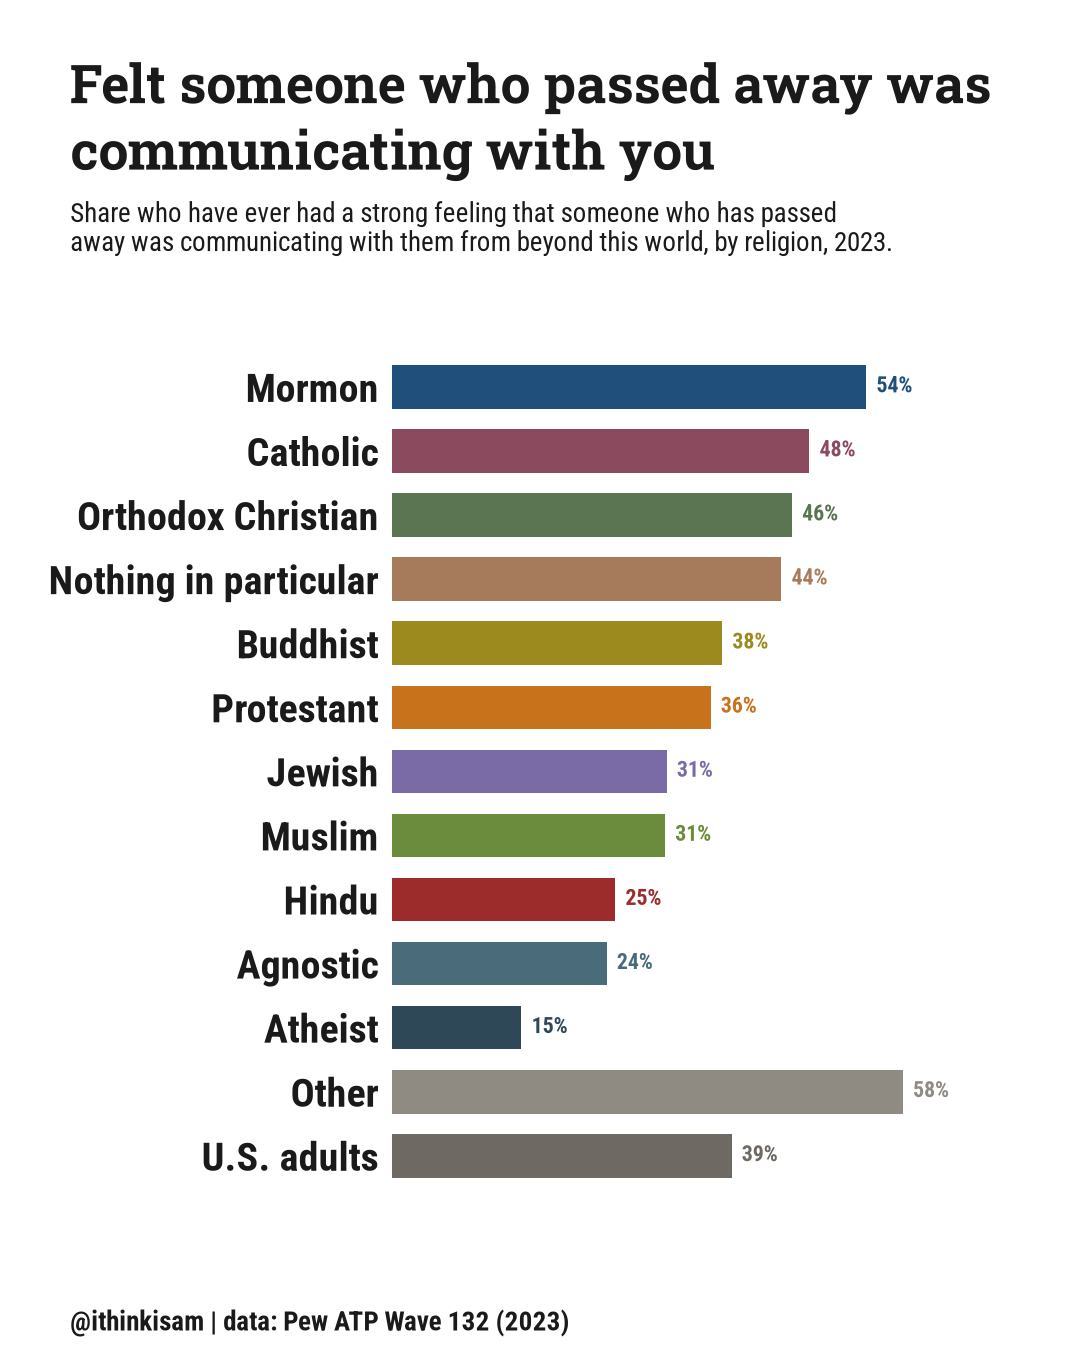 Felt someone who passed away was
communicating with you
Share who have ever had a strong feeling that someone who has passed
away was communicating with them from beyond this world, by religion, 2023.
Mormon 54%
Catholic 48%
Orthodox Christian 46%
Nothing in particular 44%
Buddhist 38%
Protestant 36%
Jewish 31%
Muslim 31%
Hindu 25%
Agnostic 24%
Atheist 15%
Other 58%
U.S. adults 39%
@ithinkisam | data: Pew ATP Wave 132 (2023)